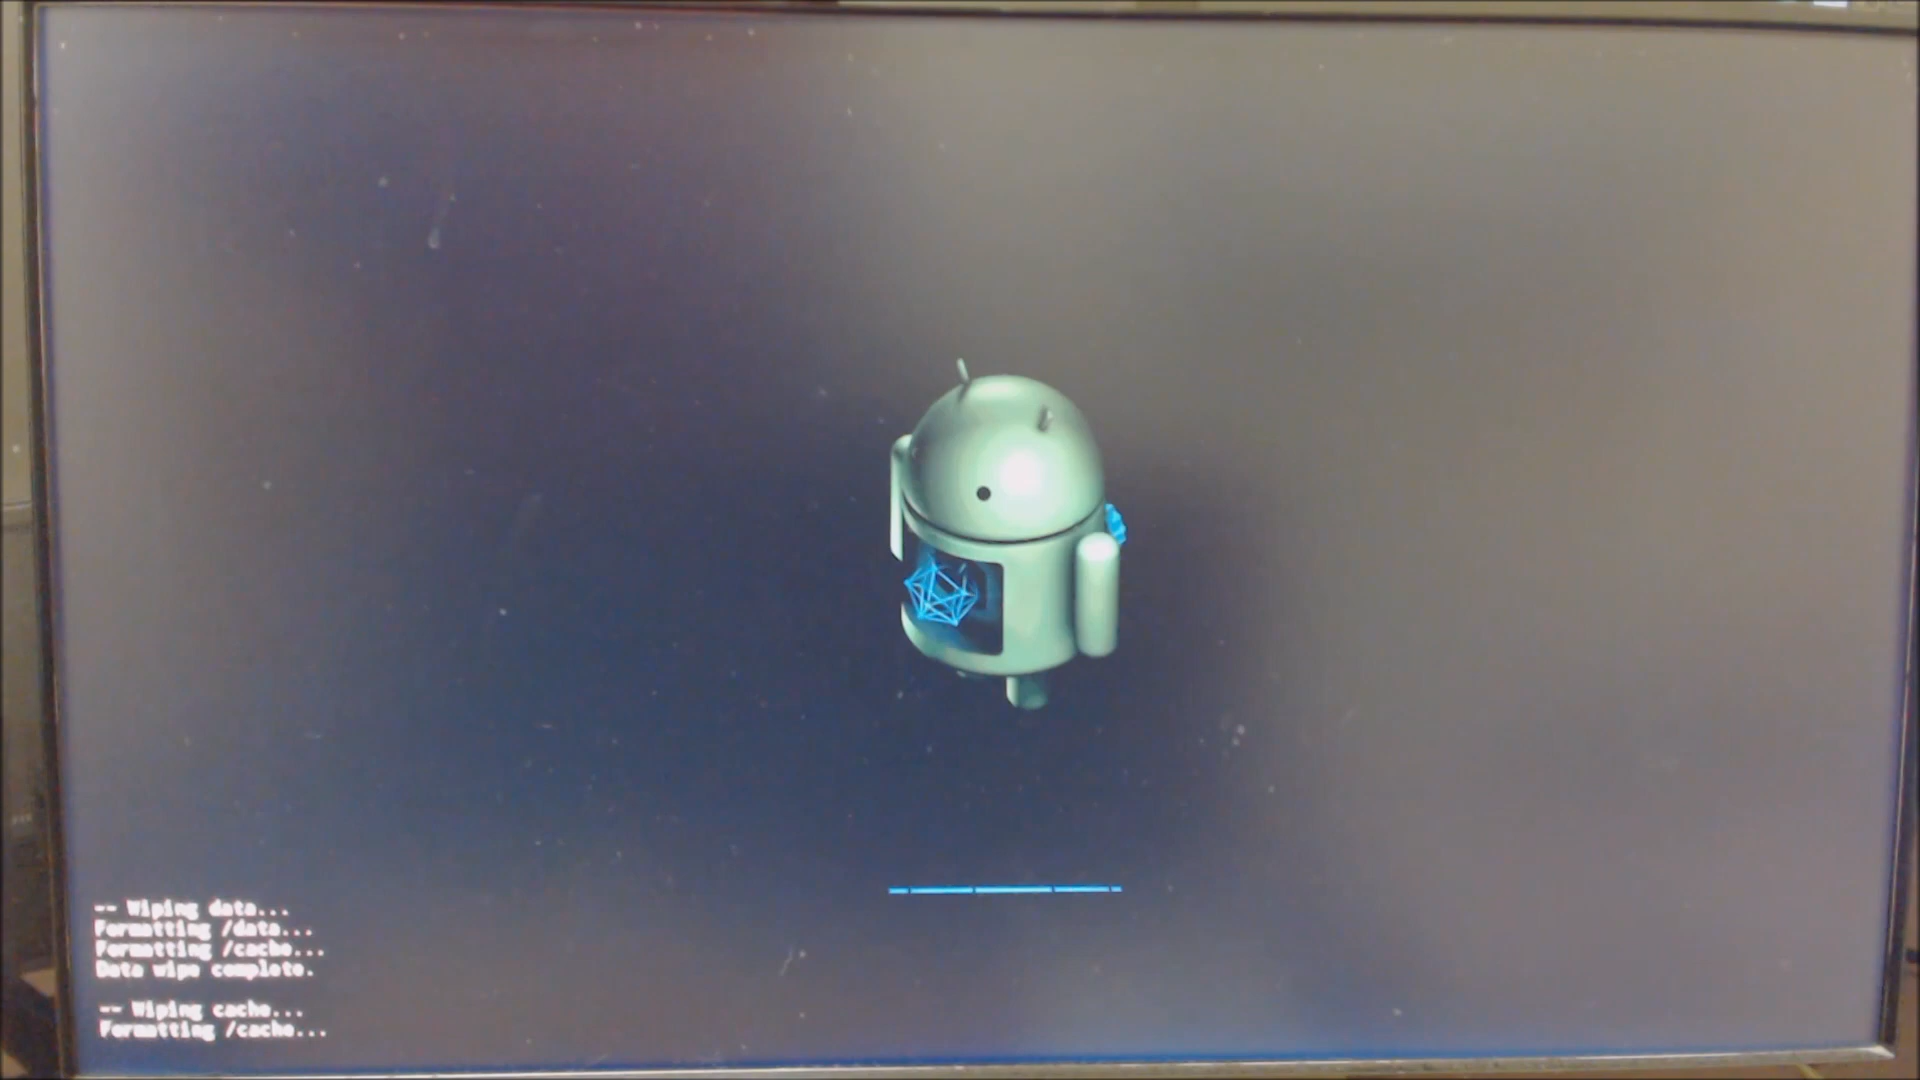 -- Wiping data...
Formatting /data...
Formatting /cache...
Data wipe complete.
-- Wiping cache...
Formatting /cache...